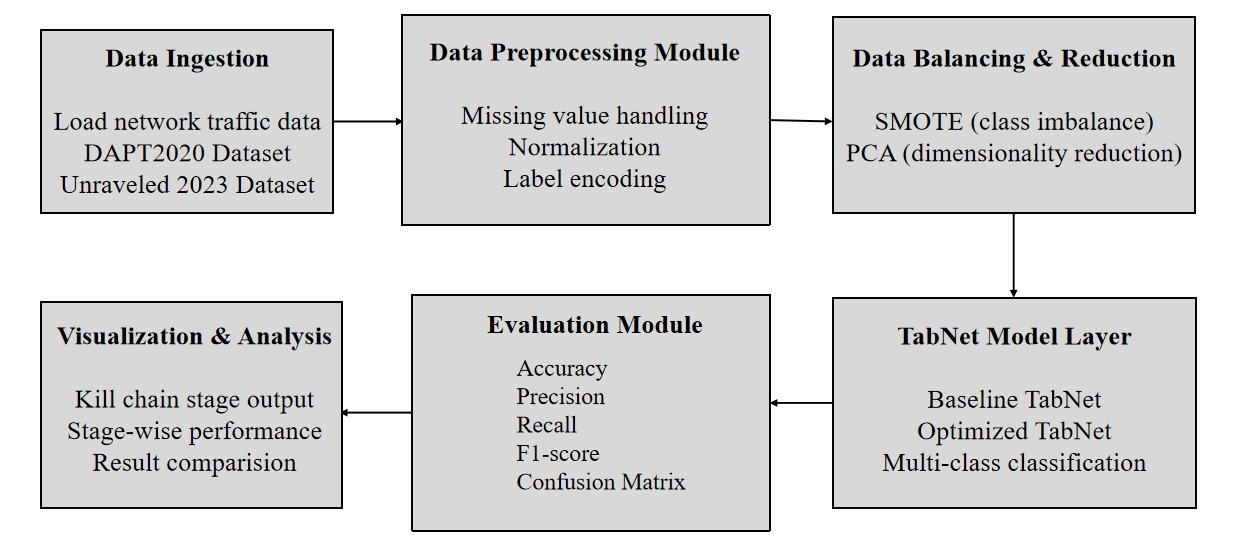 Data Ingestion
Load network traffic data
DAPT2020 Dataset
Unraveled 2023 Dataset
Data Preprocessing Module
Missing value handling
Normalization
Label encoding
Data Balancing & Reduction
SMOTE (class imbalance)
PCA (dimensionality reduction)
TabNet Model Layer
Baseline TabNet
Optimized TabNet
Multi-class classification
Evaluation Module
Accuracy
Precision
Recall
F1-score
Confusion Matrix
Visualization & Analysis
Kill chain stage output
Stage-wise performance
Result comparision